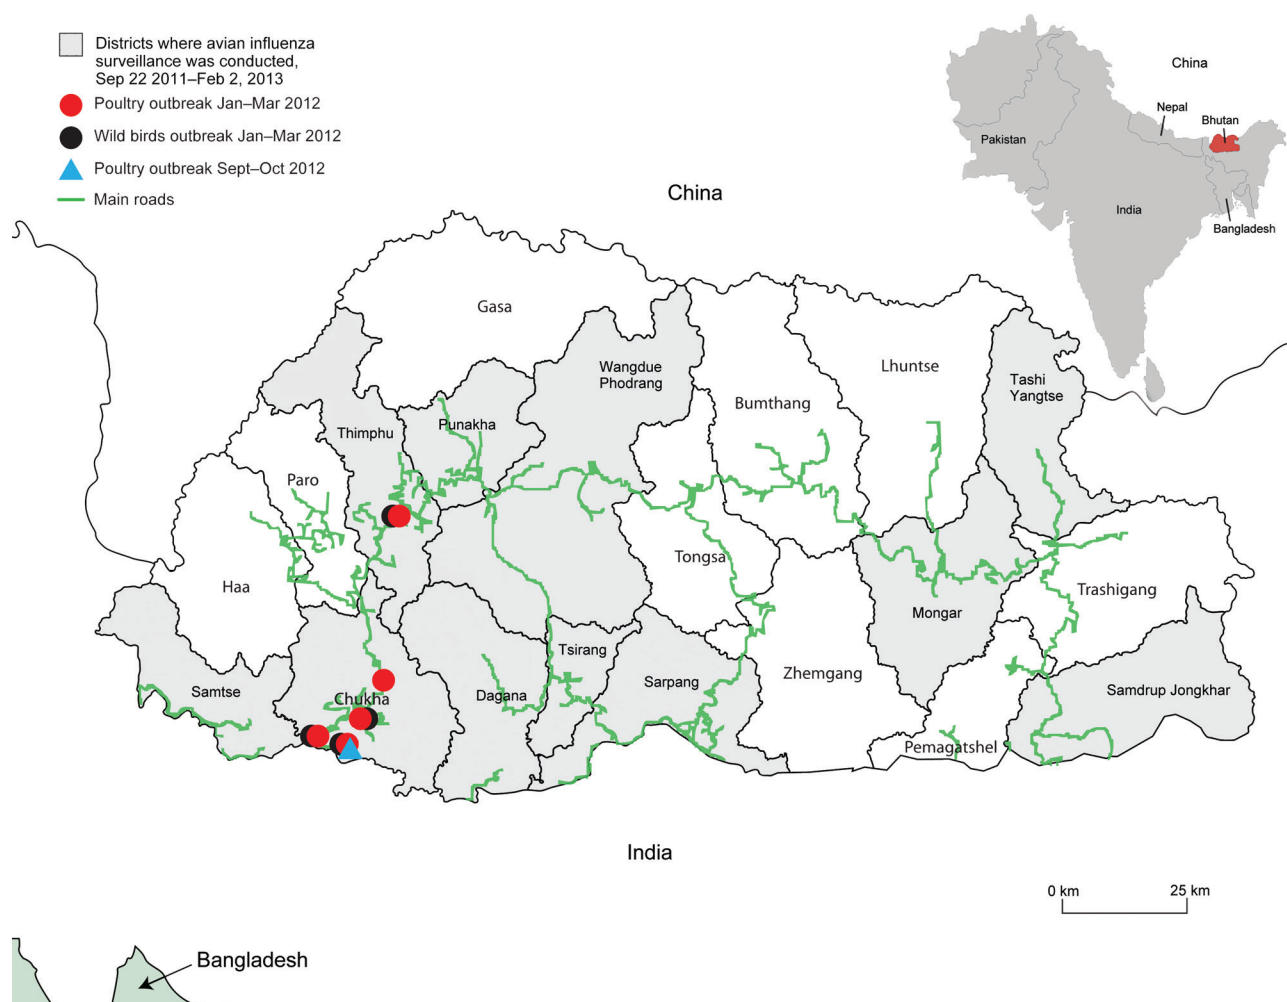 Districts where avian influenza
surveillance was conducted,
Sep 22 2011–Feb 2, 2013
Poultry outbreak Jan–Mar 2012
Wild birds outbreak Jan–Mar 2012
Poultry outbreak Sept–Oct 2012
Main roads
China
Nepal
Bhutan
Pakistan
India
Bangladesh
China
Gasa
Wangdue
Phodrang
Lhuntse
Tashi
Yangtse
Bumthang
Thimphu
Punakha
Paro
Tongsa
Haa
Trashigang
Mongar
Tsirang
Zhemgang
Sarpang
Samtse
Chukha
Dagana
Samdrup Jongkhar
Pemagatshel
India
0 km
25 km
Bangladesh